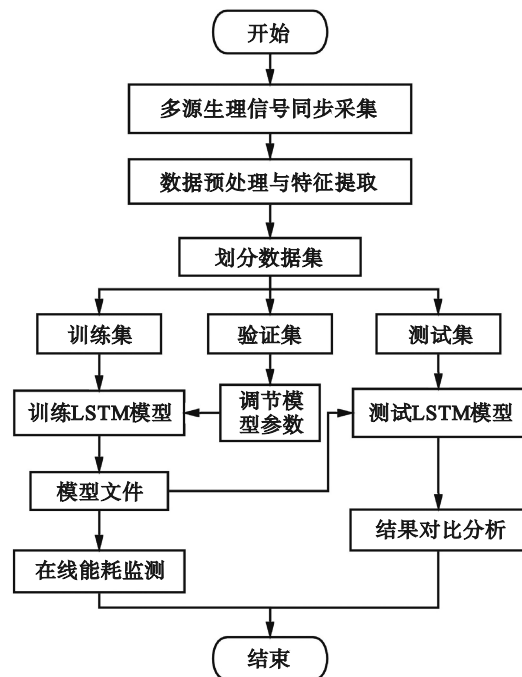 开始
多源生理信号同步采集
数据预处理与特征提取
划分数据集
训练集
验证集
测试集
训练LSTM模型
调节模
型参数
测试LSTM模型
模型文件
结果对比分析
在线能耗监测
结束